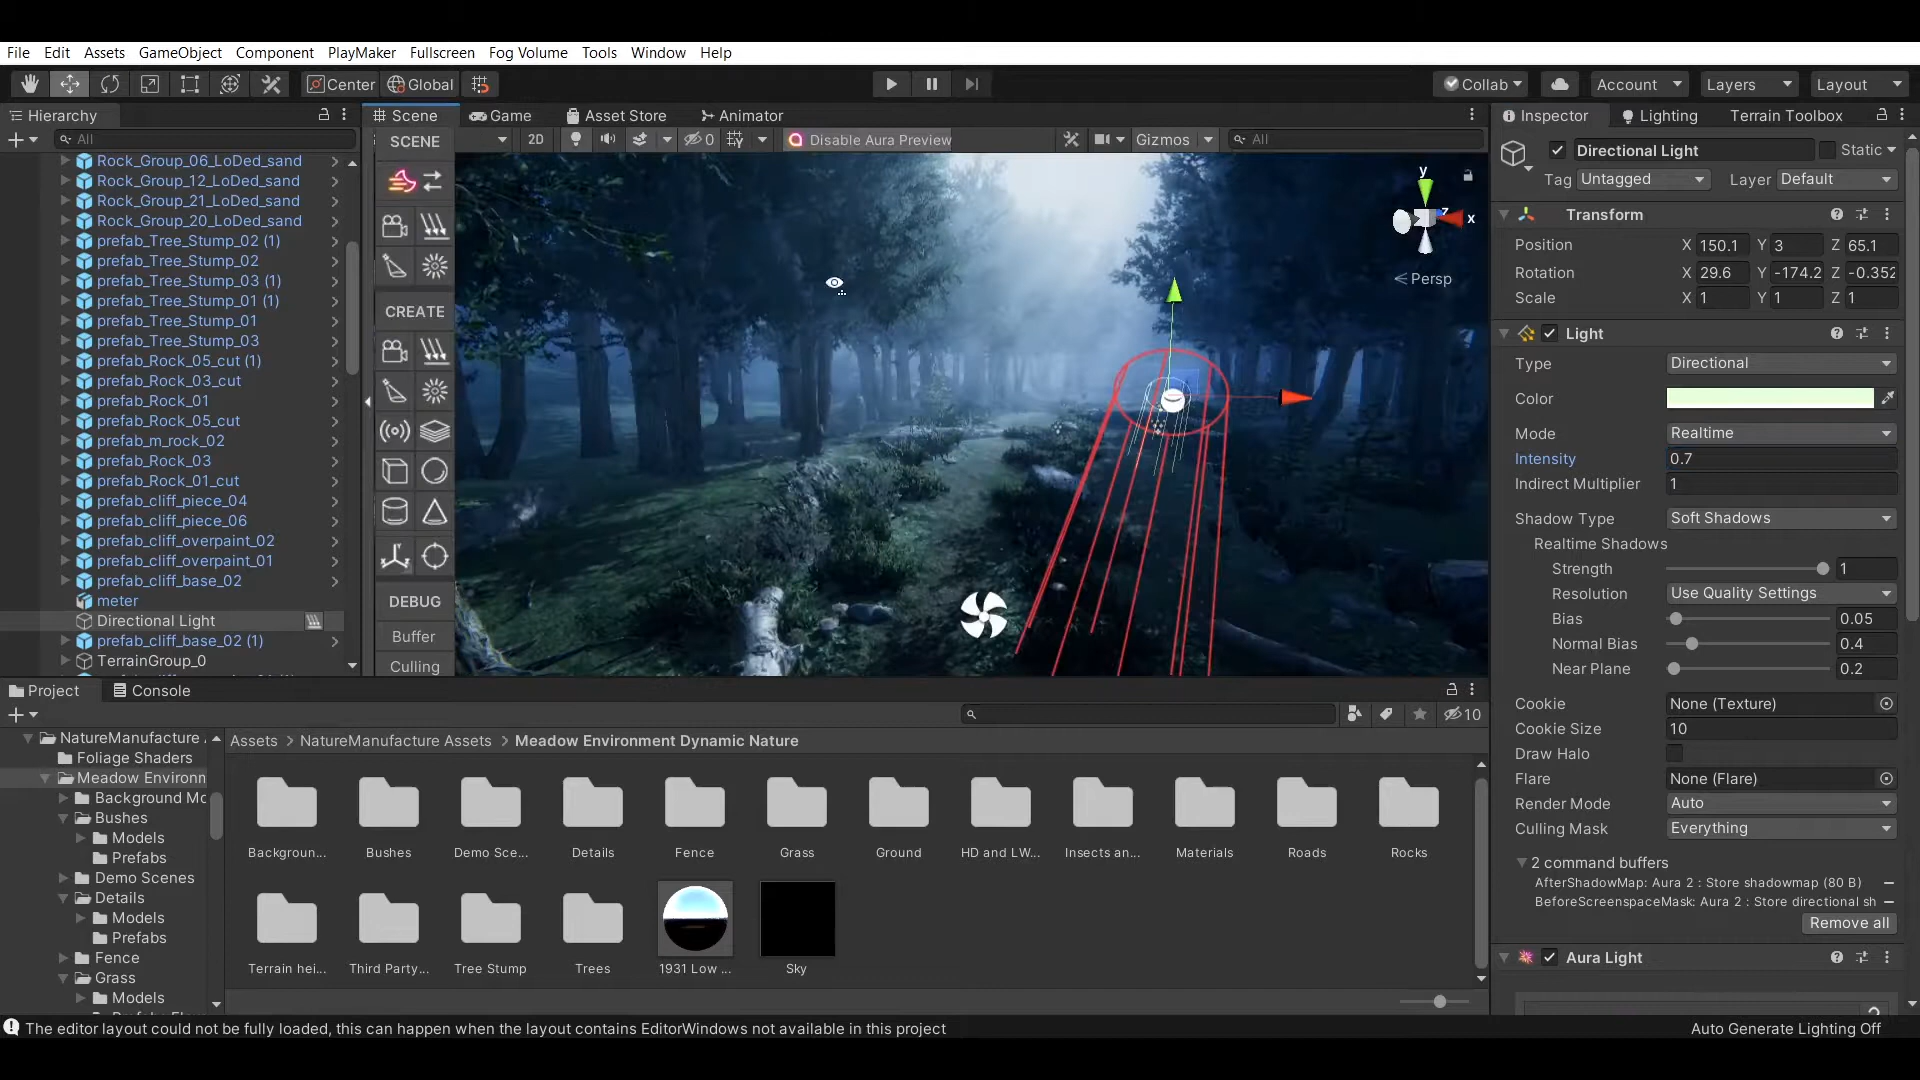 File Edit Assets GameObject Component PlayMaker Fullscreen Fog Volume Tools Window Help
Center Global Collab Account Layers Layout
Hierarchy
All
Rock_Group_06_LoDed_sand
Rock_Group_12_LoDed_sand
Rock_Group_21_LoDed_sand
Rock_Group_20_LoDed_sand
prefab_Tree_Stump_02 (1)
prefab_Tree_Stump_02
prefab_Tree_Stump_03 (1)
prefab_Tree_Stump_01 (1)
prefab_Tree_Stump_01
prefab_Tree_Stump_03
prefab_Rock_05_cut (1)
prefab_Rock_03_cut
prefab_Rock_01
prefab_Rock_05_cut
prefab_m_rock_02
prefab_Rock_03
prefab_Rock_01_cut
prefab_cliff_piece_04
prefab_cliff_piece_06
prefab_cliff_overpaint_02
prefab_cliff_overpaint_01
prefab_cliff_base_02
meter
Directional Light
prefab_cliff_base_02 (1)
TerrainGroup_0
Scene Game Asset Store Animator
2D 0 Disable Aura Preview Gizmos All
SCENE
CREATE
DEBUG
Buffer
Culling
y
x
z
< Persp
Inspector Lighting Terrain Toolbox
Directional Light Static
Tag Untagged Layer Default
Transform
Position X 150.1 Y 3 Z 65.1
Rotation X 29.6 Y -174.2 Z -0.352
Scale X 1 Y 1 Z 1
Light
Type Directional
Color
Mode Realtime
Intensity 0.7
Indirect Multiplier 1
Shadow Type Soft Shadows
Realtime Shadows
Strength 1
Resolution Use Quality Settings
Bias 0.05
Normal Bias 0.4
Near Plane 0.2
Cookie None (Texture)
Cookie Size 10
Draw Halo
Flare None (Flare)
Render Mode Auto
Culling Mask Everything
2 command buffers
AfterShadowMap: Aura 2 : Store shadowmap (80 B)
BeforeScreenspaceMask: Aura 2 : Store directional sh
Remove all
Aura Light
Project Console
10
NatureManufacture
Foliage Shaders
Meadow Environn
Background Mc
Bushes
Models
Prefabs
Demo Scenes
Details
Models
Prefabs
Fence
Grass
Models
Assets > NatureManufacture Assets > Meadow Environment Dynamic Nature
Backgroun... Bushes Demo Sce... Details Fence Grass Ground HD and LW... Insects an... Materials Roads Rocks
Terrain hei... Third Party... Tree Stump Trees 1931 Low ... Sky
The editor layout could not be fully loaded, this can happen when the layout contains EditorWindows not available in this project
Auto Generate Lighting Off